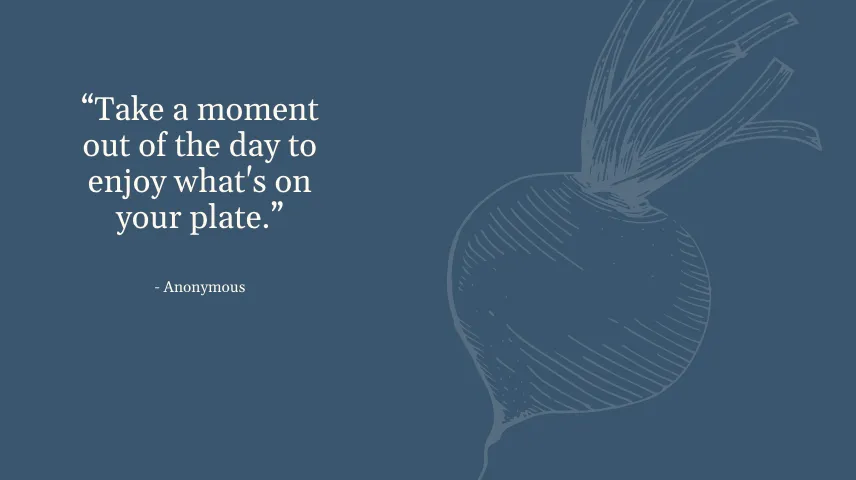 “Take a moment
out of the day to
enjoy what's on
your plate.”
- Anonymous